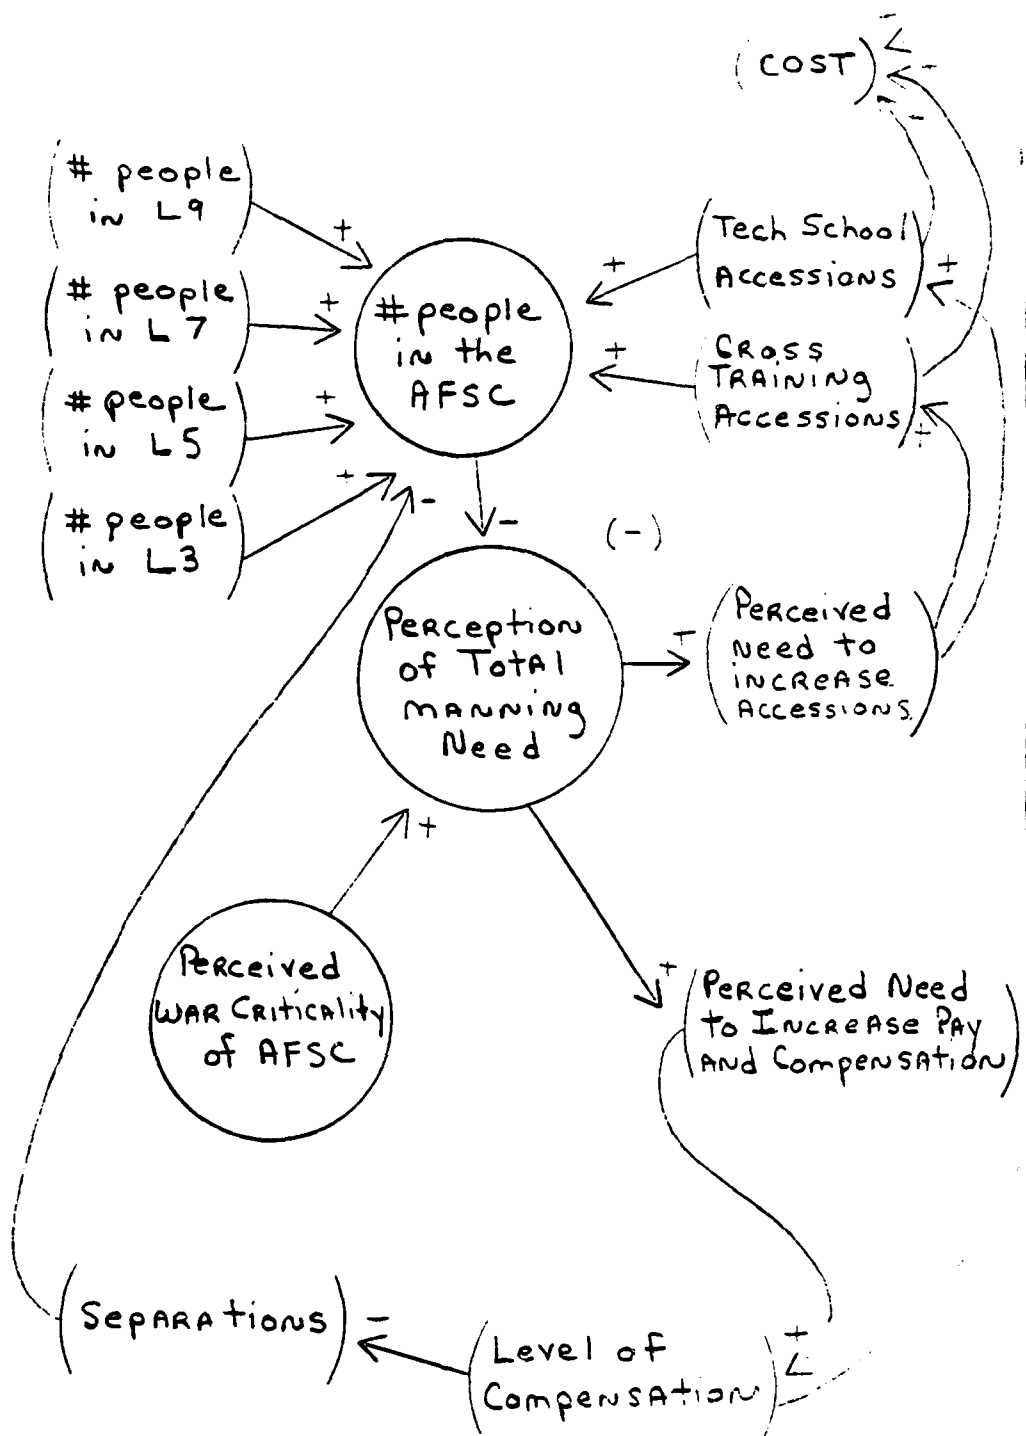 (COST)
-
-
-
# people
in L9
+
# people
in L7
+
# people
in L5
+
# people
in L3
+
-
# people
in the
AFSC
Tech School
Accessions
+
+
Cross
Training
Accessions
+
+
-
(-)
Perception
of Total
Manning
Need
+
Perceived
Need to
increase
Accessions
+
Perceived
War Criticality
of AFSC
+
Perceived Need
to Increase Pay
and Compensation
Separations
-
Level of
Compensation
+